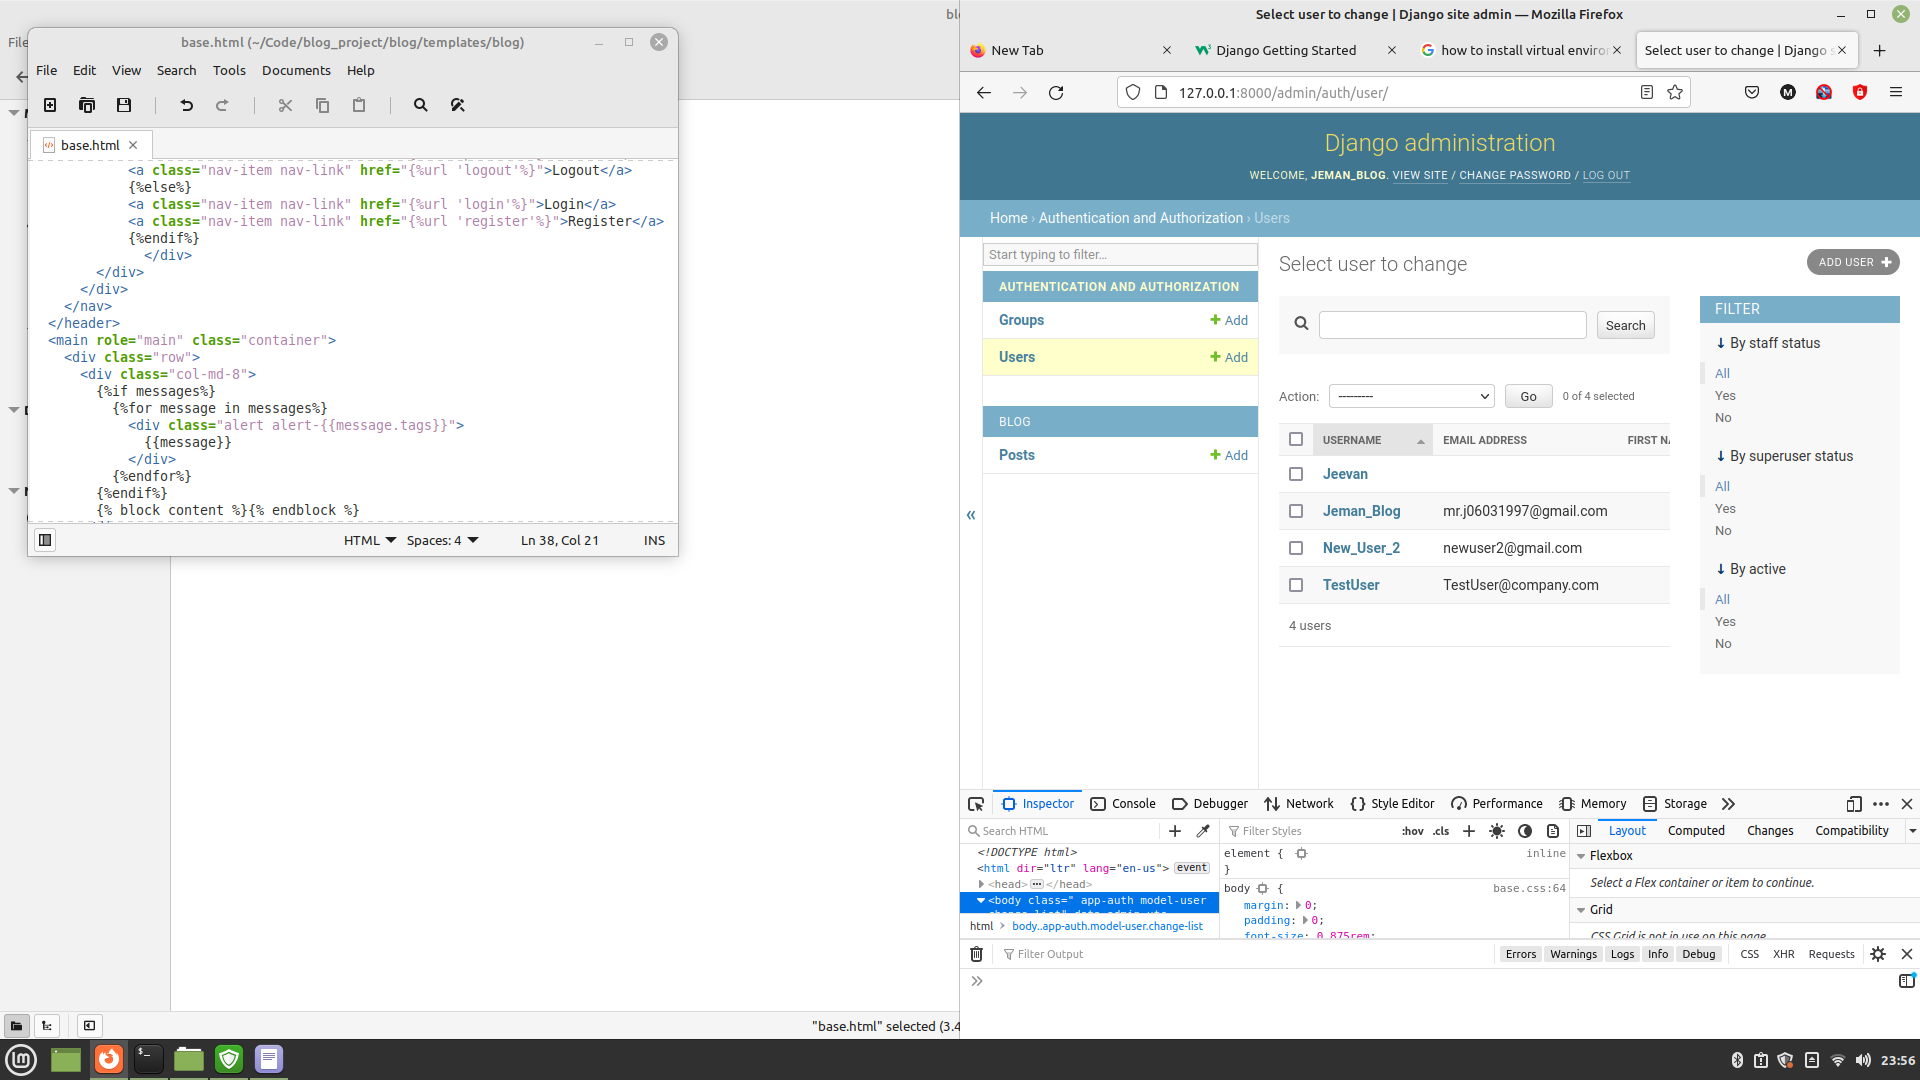 File
base.html (~/Code/blog_project/blog/templates/blog)
File Edit View Search Tools Documents Help
base.html
<a class="nav-item nav-link" href="{%url 'logout'%}">Logout</a>
{%else%}
<a class="nav-item nav-link" href="{%url 'login'%}">Login</a>
<a class="nav-item nav-link" href="{%url 'register'%}">Register</a>
{%endif%}
</div>
</div>
</div>
</nav>
</header>
<main role="main" class="container">
<div class="row">
<div class="col-md-8">
{%if messages%}
{%for message in messages%}
<div class="alert alert-{{message.tags}}">
{{message}}
</div>
{%endfor%}
{%endif%}
{% block content %}{% endblock %}
HTML Spaces: 4 Ln 38, Col 21 INS
"base.html" selected (3.4
Select user to change | Django site admin — Mozilla Firefox
New Tab
Django Getting Started
how to install virtual enviro
Select user to change | Django s
127.0.0.1:8000/admin/auth/user/
Django administration
WELCOME, JEMAN_BLOG. VIEW SITE / CHANGE PASSWORD / LOG OUT
Home › Authentication and Authorization › Users
Start typing to filter...
AUTHENTICATION AND AUTHORIZATION
Groups + Add
Users + Add
BLOG
Posts + Add
«
Select user to change
ADD USER +
Search
Action: --------- Go 0 of 4 selected
USERNAME EMAIL ADDRESS FIRST NA
Jeevan
Jeman_Blog mr.j06031997@gmail.com
New_User_2 newuser2@gmail.com
TestUser TestUser@company.com
4 users
FILTER
↓ By staff status
All
Yes
No
↓ By superuser status
All
Yes
No
↓ By active
All
Yes
No
Inspector Console Debugger Network Style Editor Performance Memory Storage
Search HTML
<!DOCTYPE html>
<html dir="ltr" lang="en-us"> event
<head> ··· </head>
<body class=" app-auth model-user
html › body..app-auth.model-user.change-list
Filter Styles :hov .cls
element { inline
}
body { base.css:64
margin: 0;
padding: 0;
font-size: 0.875rem;
Layout Computed Changes Compatibility
Flexbox
Select a Flex container or item to continue.
Grid
CSS Grid is not in use on this page
Filter Output
Errors Warnings Logs Info Debug CSS XHR Requests
23:56